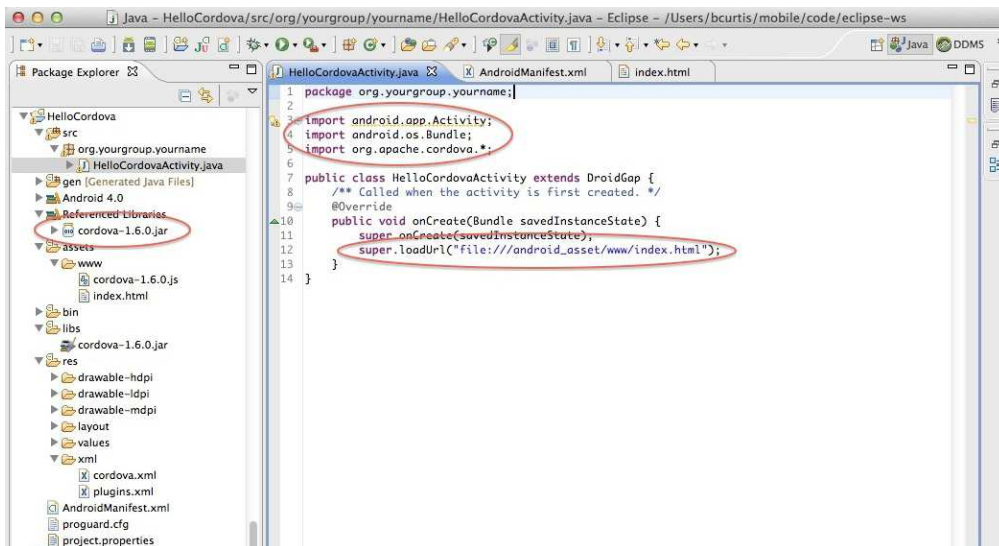 Java - HelloCordova/src/org/yourgroup/yourname/HelloCordovaActivity.java - Eclipse - /Users/bcurtis/mobile/code/eclipse-ws
Java DDMS
Package Explorer
HelloCordova
src
org.yourgroup.yourname
HelloCordovaActivity.java
gen [Generated Java Files]
Android 4.0
Referenced Libraries
cordova-1.6.0.jar
assets
www
cordova-1.6.0.js
index.html
bin
libs
cordova-1.6.0.jar
res
drawable-hdpi
drawable-ldpi
drawable-mdpi
layout
values
xml
cordova.xml
plugins.xml
AndroidManifest.xml
proguard.cfg
project.properties
HelloCordovaActivity.java AndroidManifest.xml index.html
1 package org.yourgroup.yourname;
2
3 import android.app.Activity;
4 import android.os.Bundle;
5 import org.apache.cordova.*;
6
7 public class HelloCordovaActivity extends DroidGap {
8 /** Called when the activity is first created. */
9 @Override
10 public void onCreate(Bundle savedInstanceState) {
11 super.onCreate(savedInstanceState);
12 super.loadUrl("file:///android_asset/www/index.html");
13 }
14 }